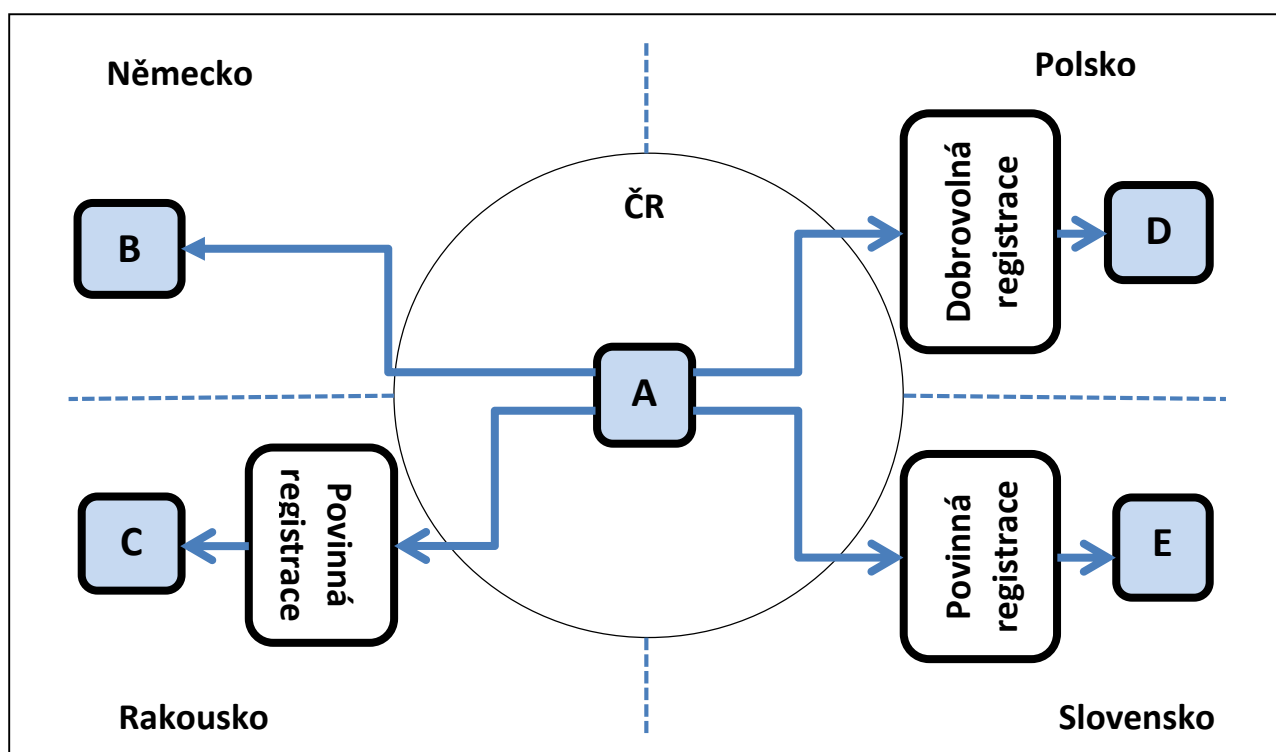 Německo
Polsko
ČR
B
Dobrovolná
registrace
D
A
C
Povinná
registrace
Povinná
registrace
E
Rakousko
Slovensko